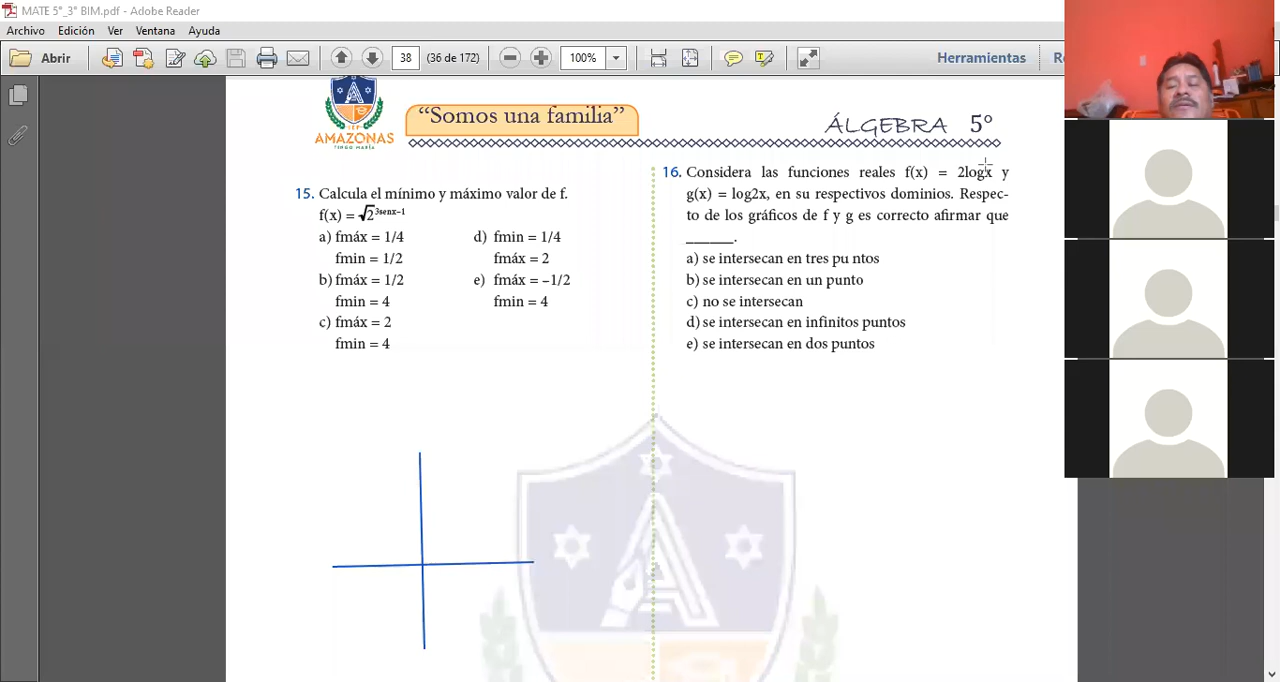 MATE 5°_3° BIM.pdf - Adobe Reader
Archivo Edición Ver Ventana Ayuda
Abrir 38 (36 de 172) 100% Herramientas
AMAZONAS
"Somos una familia"
ÁLGEBRA 5°
15. Calcula el mínimo y máximo valor de f.
f(x) = √2^3senx–1
a) fmáx = 1/4
fmin = 1/2
b) fmáx = 1/2
fmin = 4
c) fmáx = 2
fmin = 4
d) fmin = 1/4
fmáx = 2
e) fmáx = –1/2
fmin = 4
16. Considera las funciones reales f(x) = 2logx y
g(x) = log2x, en su respectivos dominios. Respec-
to de los gráficos de f y g es correcto afirmar que
______.
a) se intersecan en tres pu ntos
b) se intersecan en un punto
c) no se intersecan
d) se intersecan en infinitos puntos
e) se intersecan en dos puntos